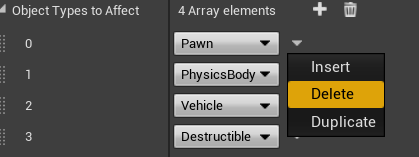 Object Types to Affect 4 Array elements
0 Pawn
Insert
1 PhysicsBody
Delete
2 Vehicle
Duplicate
3 Destructible